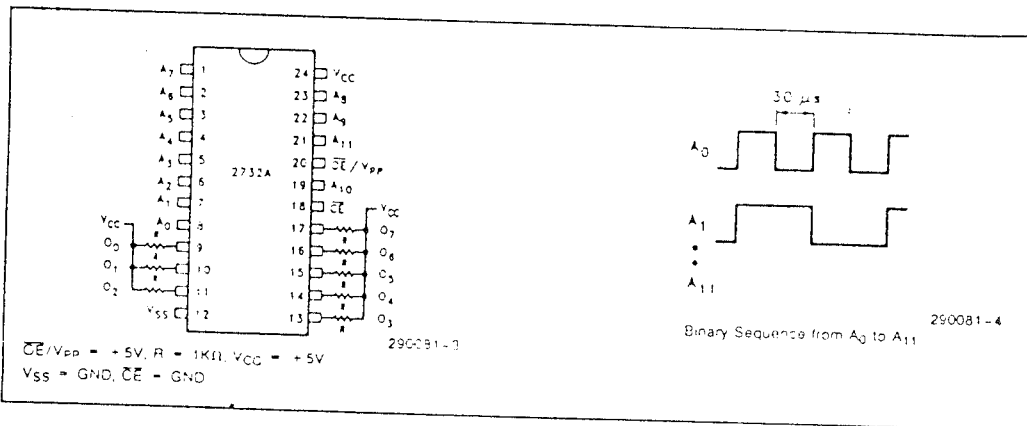 A7 1 24 VCC
A6 2 23 A8
A5 3 22 A9
A4 4 21 A11
A3 5 20 OE/VPP
A2 6 2732A 19 A10
A1 7 18 CE
VCC A0 8 17 O7 VCC
O0 R 9 16 R O6
O1 R 10 15 R O5
O2 R 11 14 R O4
VSS 12 13 R O3
290081-3
OE/VPP = +5V, R = 1KΩ, VCC = +5V
VSS = GND, CE = GND
30 μs
A0
A1
A11
290081-4
Binary Sequence from A0 to A11